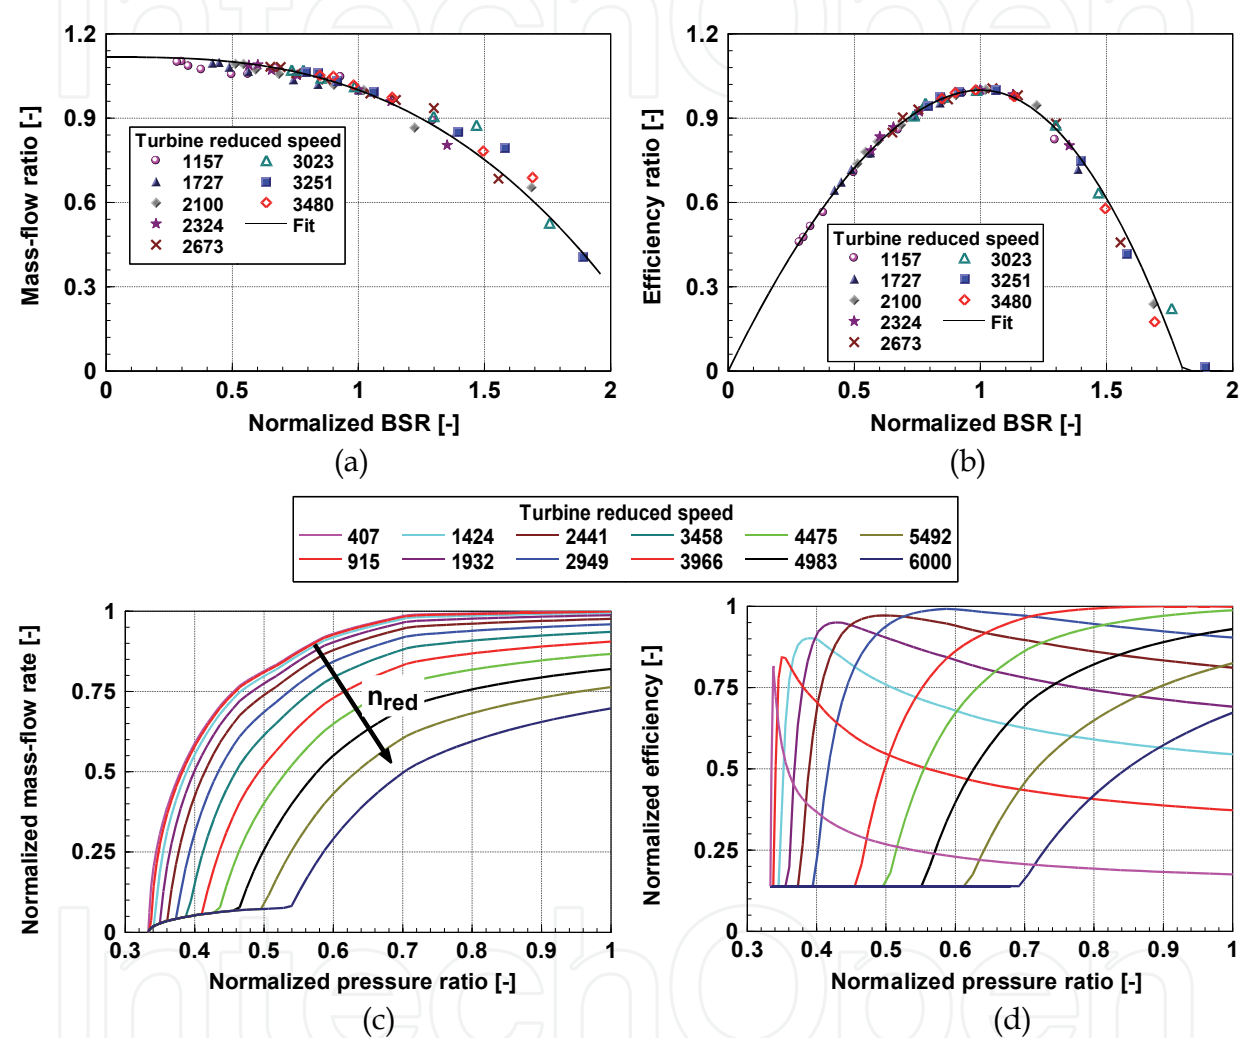 Mass-flow ratio [-]
1.2
0.9
0.6
0.3
0
Turbine reduced speed
1157 3023
1727 3251
2100 3480
2324 Fit
2673
0 0.5 1 1.5 2
Normalized BSR [-]
(a)
Efficiency ratio [-]
1.2
0.9
0.6
0.3
0
Turbine reduced speed
1157 3023
1727 3251
2100 3480
2324 Fit
2673
0 0.5 1 1.5 2
Normalized BSR [-]
(b)
Turbine reduced speed
407 1424 2441 3458 4475 5492
915 1932 2949 3966 4983 6000
Normalized mass-flow rate [-]
1
0.75
0.5
0.25
0
nred
0.3 0.4 0.5 0.6 0.7 0.8 0.9 1
Normalized pressure ratio [-]
(c)
Normalized efficiency [-]
1
0.75
0.5
0.25
0
0.3 0.4 0.5 0.6 0.7 0.8 0.9 1
Normalized pressure ratio [-]
(d)
IntechOpen